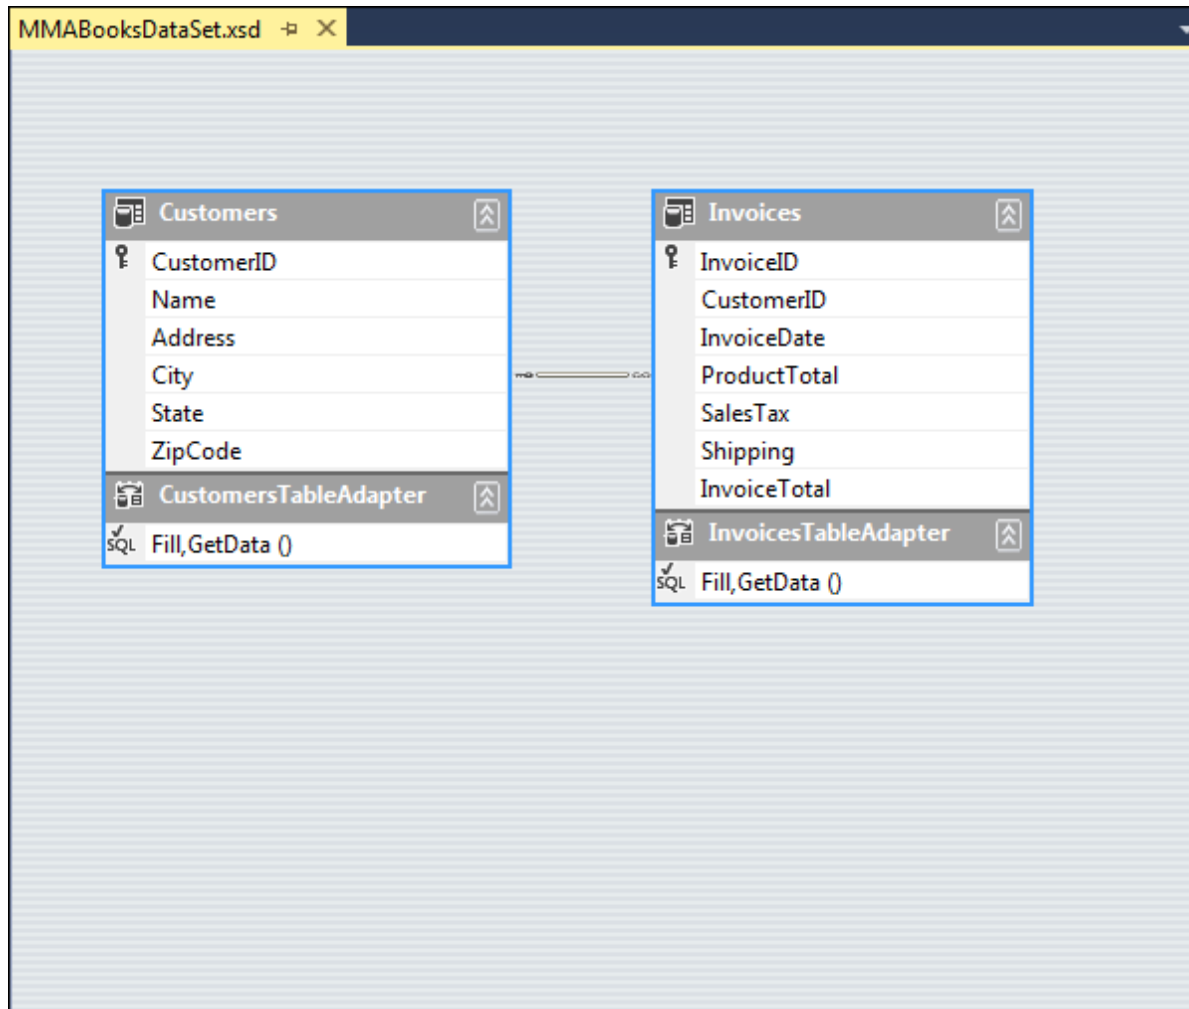 MMABooksDataSet.xsd
Customers
CustomerID
Name
Address
City
State
ZipCode
CustomersTableAdapter
SQL Fill,GetData ()
Invoices
InvoiceID
CustomerID
InvoiceDate
ProductTotal
SalesTax
Shipping
InvoiceTotal
InvoicesTableAdapter
SQL Fill,GetData ()